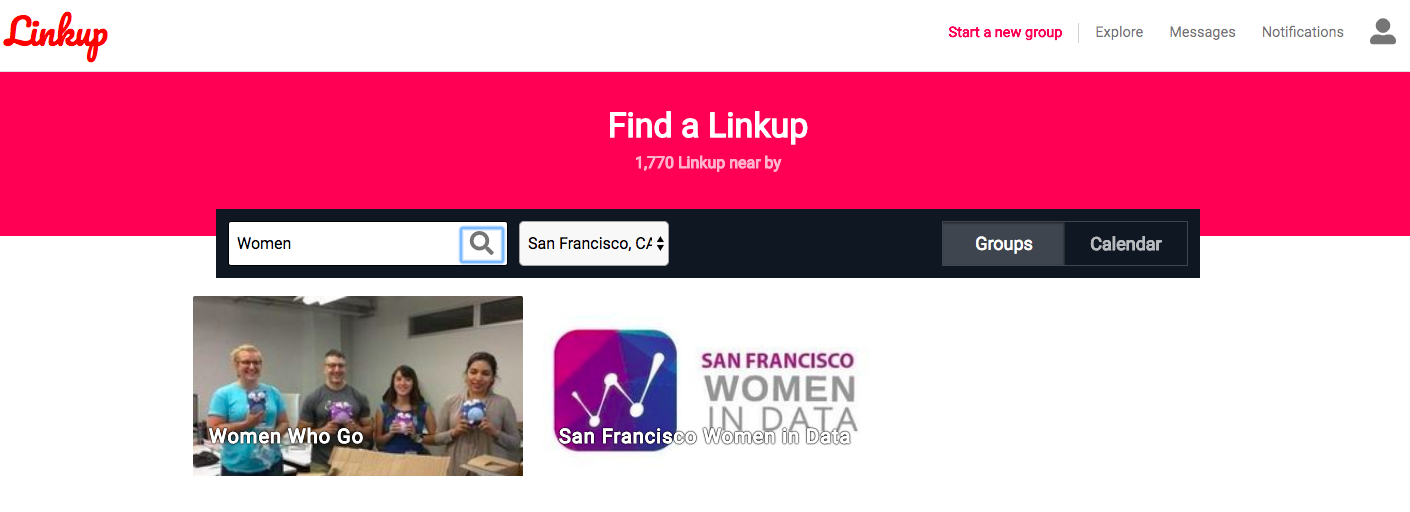 Linkup
Start a new group
Explore
Messages
Notifications
Find a Linkup
1,770 Linkup near by
Women
San Francisco, CA
Groups
Calendar
Women Who Go
SAN FRANCISCO
WOMEN
IN DATA
San Francisco Women in Data